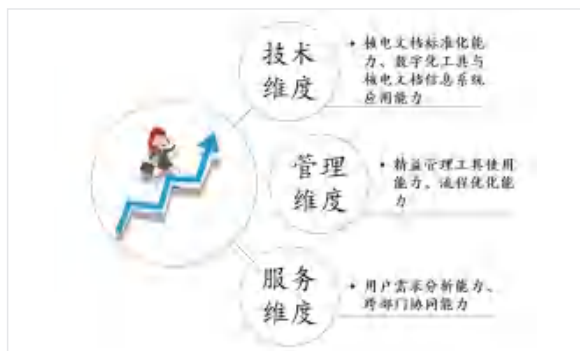 技术
维度
• 核电文档标准化能
力、数字化工具与
核电文档信息系统
应用能力
管理
维度
• 精益管理工具使用
能力、流程优化能
力
服务
维度
• 用户需求分析能力、
跨部门协同能力